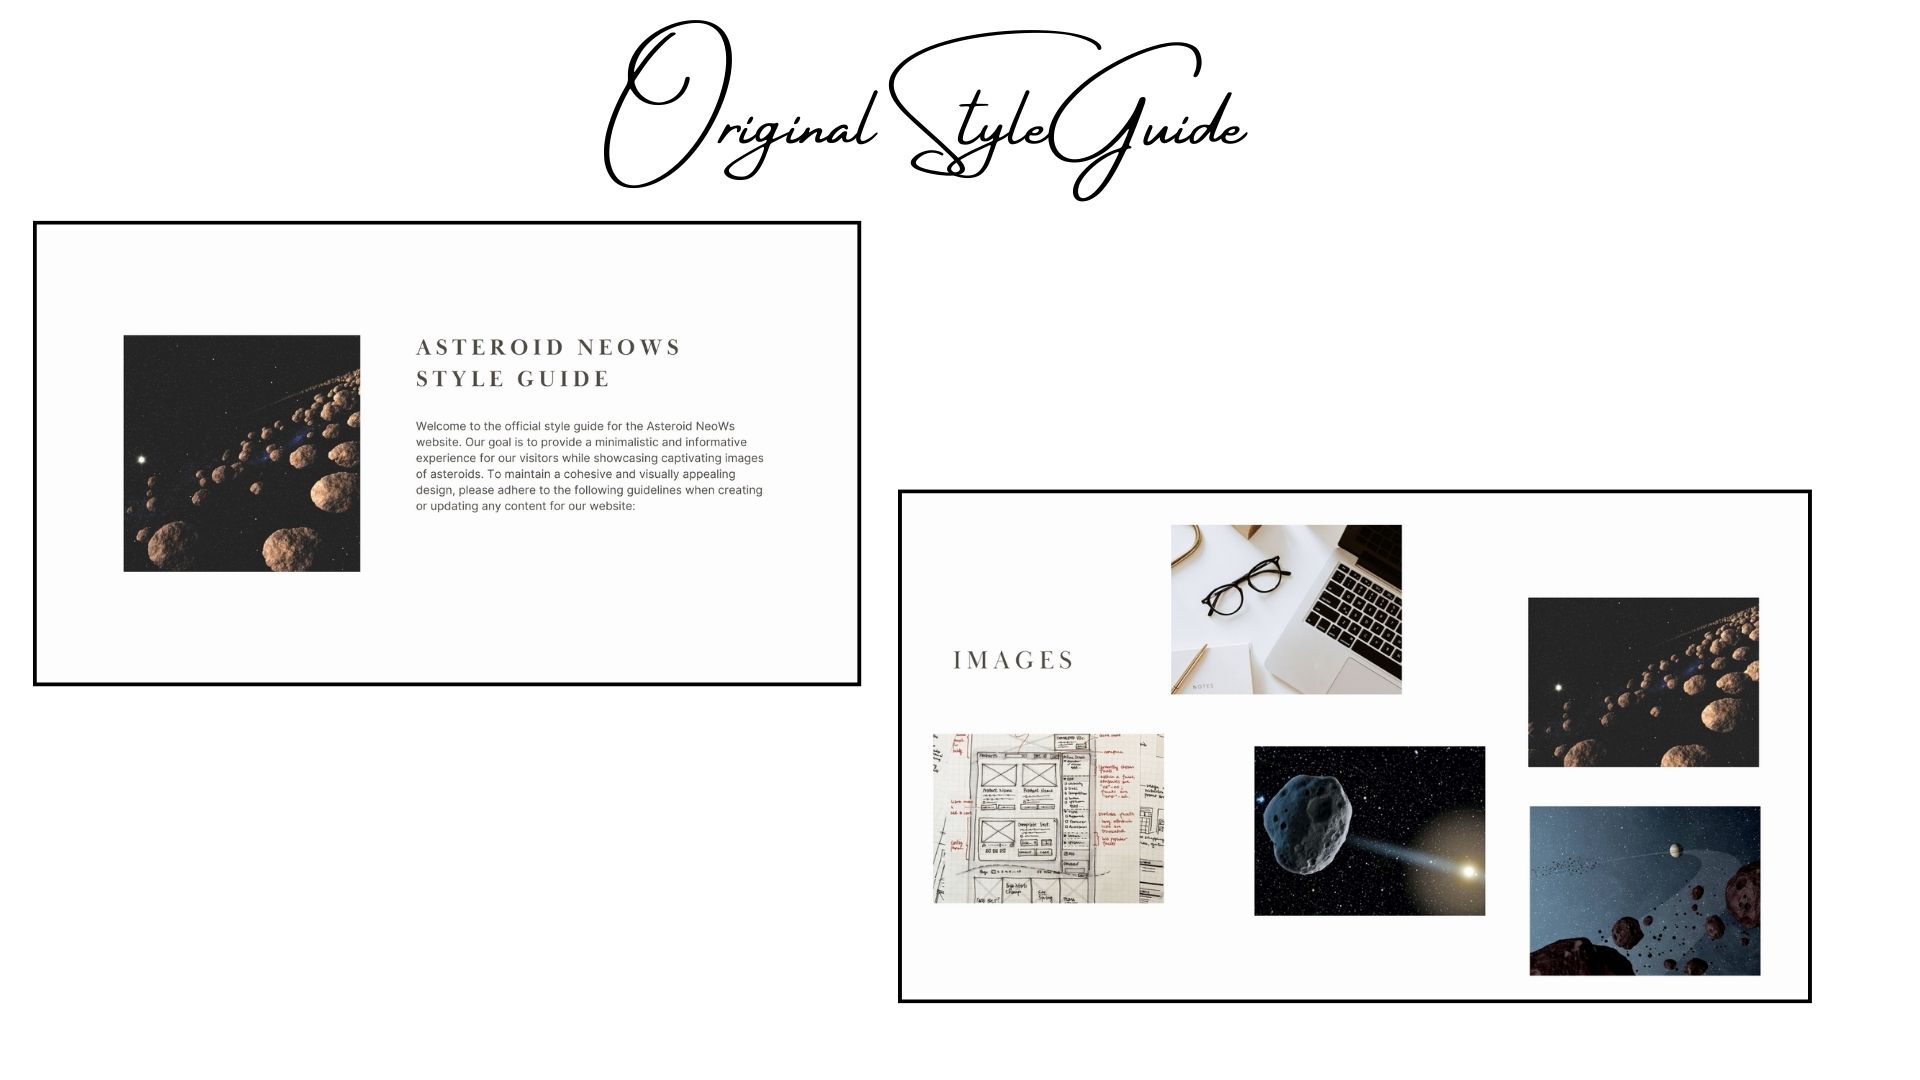 Original Style Guide
ASTEROID NEOWS
STYLE GUIDE
Welcome to the official style guide for the Asteroid NeoWs
website. Our goal is to provide a minimalistic and informative
experience for our visitors while showcasing captivating images
of asteroids. To maintain a cohesive and visually appealing
design, please adhere to the following guidelines when creating
or updating any content for our website:
IMAGES
NOTES